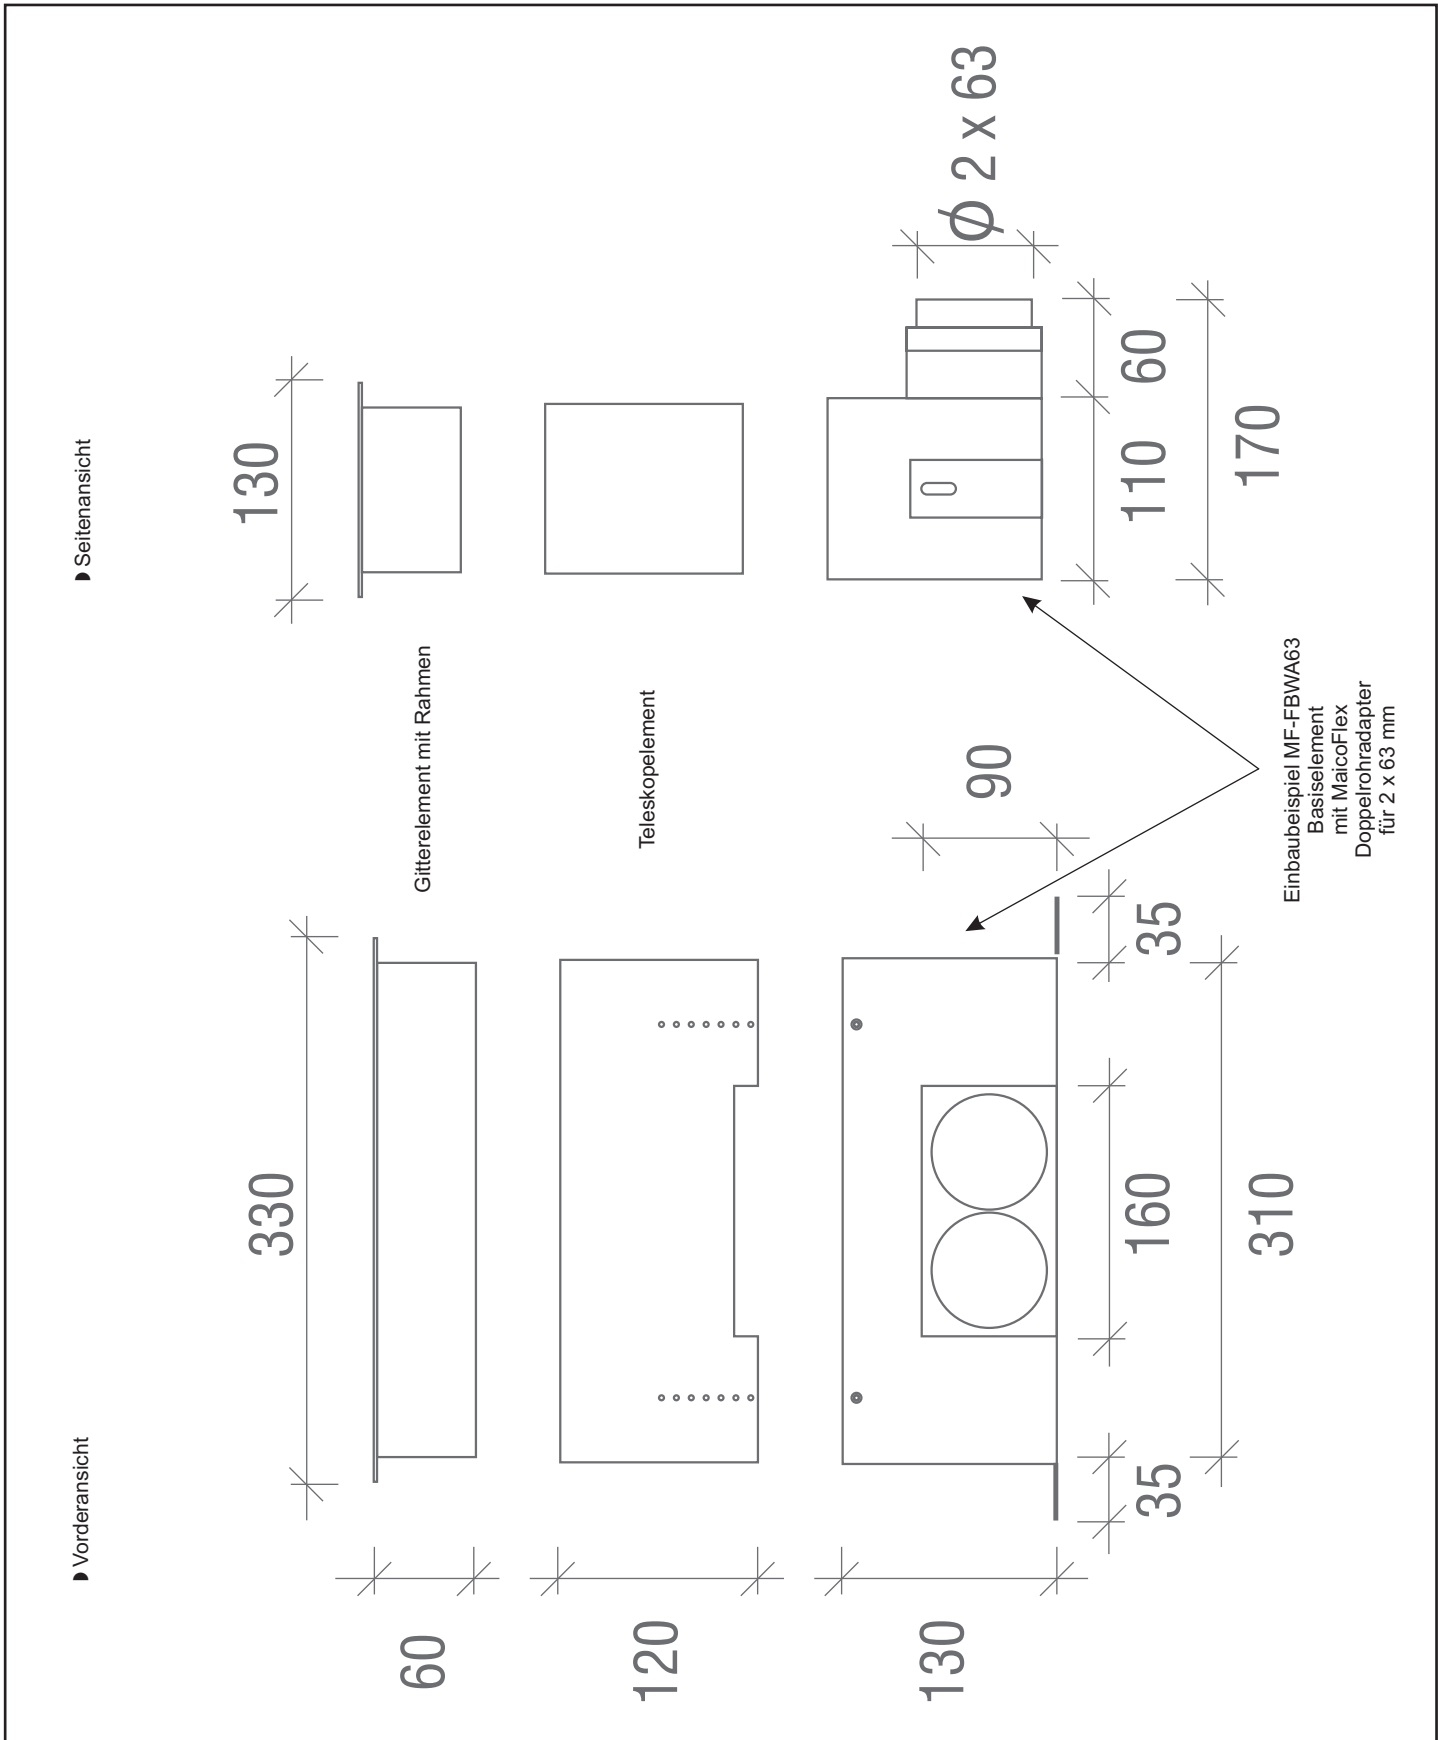 ◗ Vorderansicht
◗ Seitenansicht
330
130
60
Gitterelement mit Rahmen
120
Teleskopelement
130
90
Ø 2 x 63
35
160
35
310
110
60
170
Einbaubeispiel MF-FBWA63
Basiselement
mit MaicoFlex
Doppelrohradapter
für 2 x 63 mm